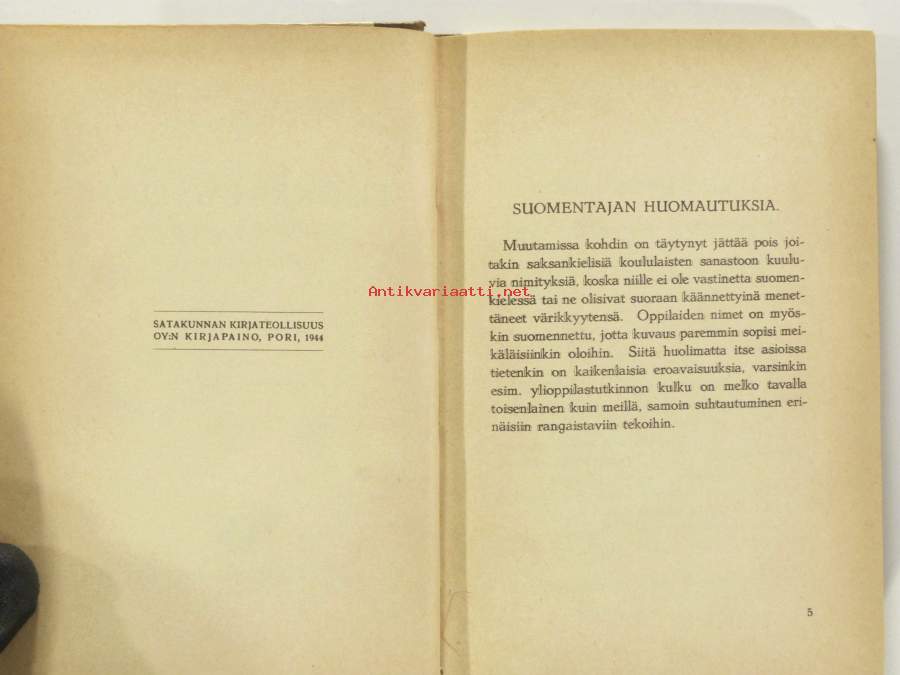 SATAKUNNAN KIRJATEOLLISUUS
OY:N KIRJAPAINO, PORI, 1944
SUOMENTAJAN HUOMAUTUKSIA.
Muutamissa kohdin on täytynyt jättää pois joi-
takin saksankielisiä koululaisten sanastoon kuulu-
via nimityksiä, koska niille ei ole vastinetta suomen-
Antikvariaatti.net
kielessä tai ne olisivat suoraan käännettyinä menet-
täneet värikkyytensä. Oppilaiden nimet on myös-
kin suomennettu, jotta kuvaus paremmin sopisi mei-
käläisiinkin oloihin. Siitä huolimatta itse asioissa
tietenkin on kaikenlaisia eroavaisuuksia, varsinkin
esim. ylioppilastutkinnon kulku on melko tavalla
toisenlainen kuin meillä, samoin suhtautuminen eri-
näisiin rangaistaviin tekoihin.
5